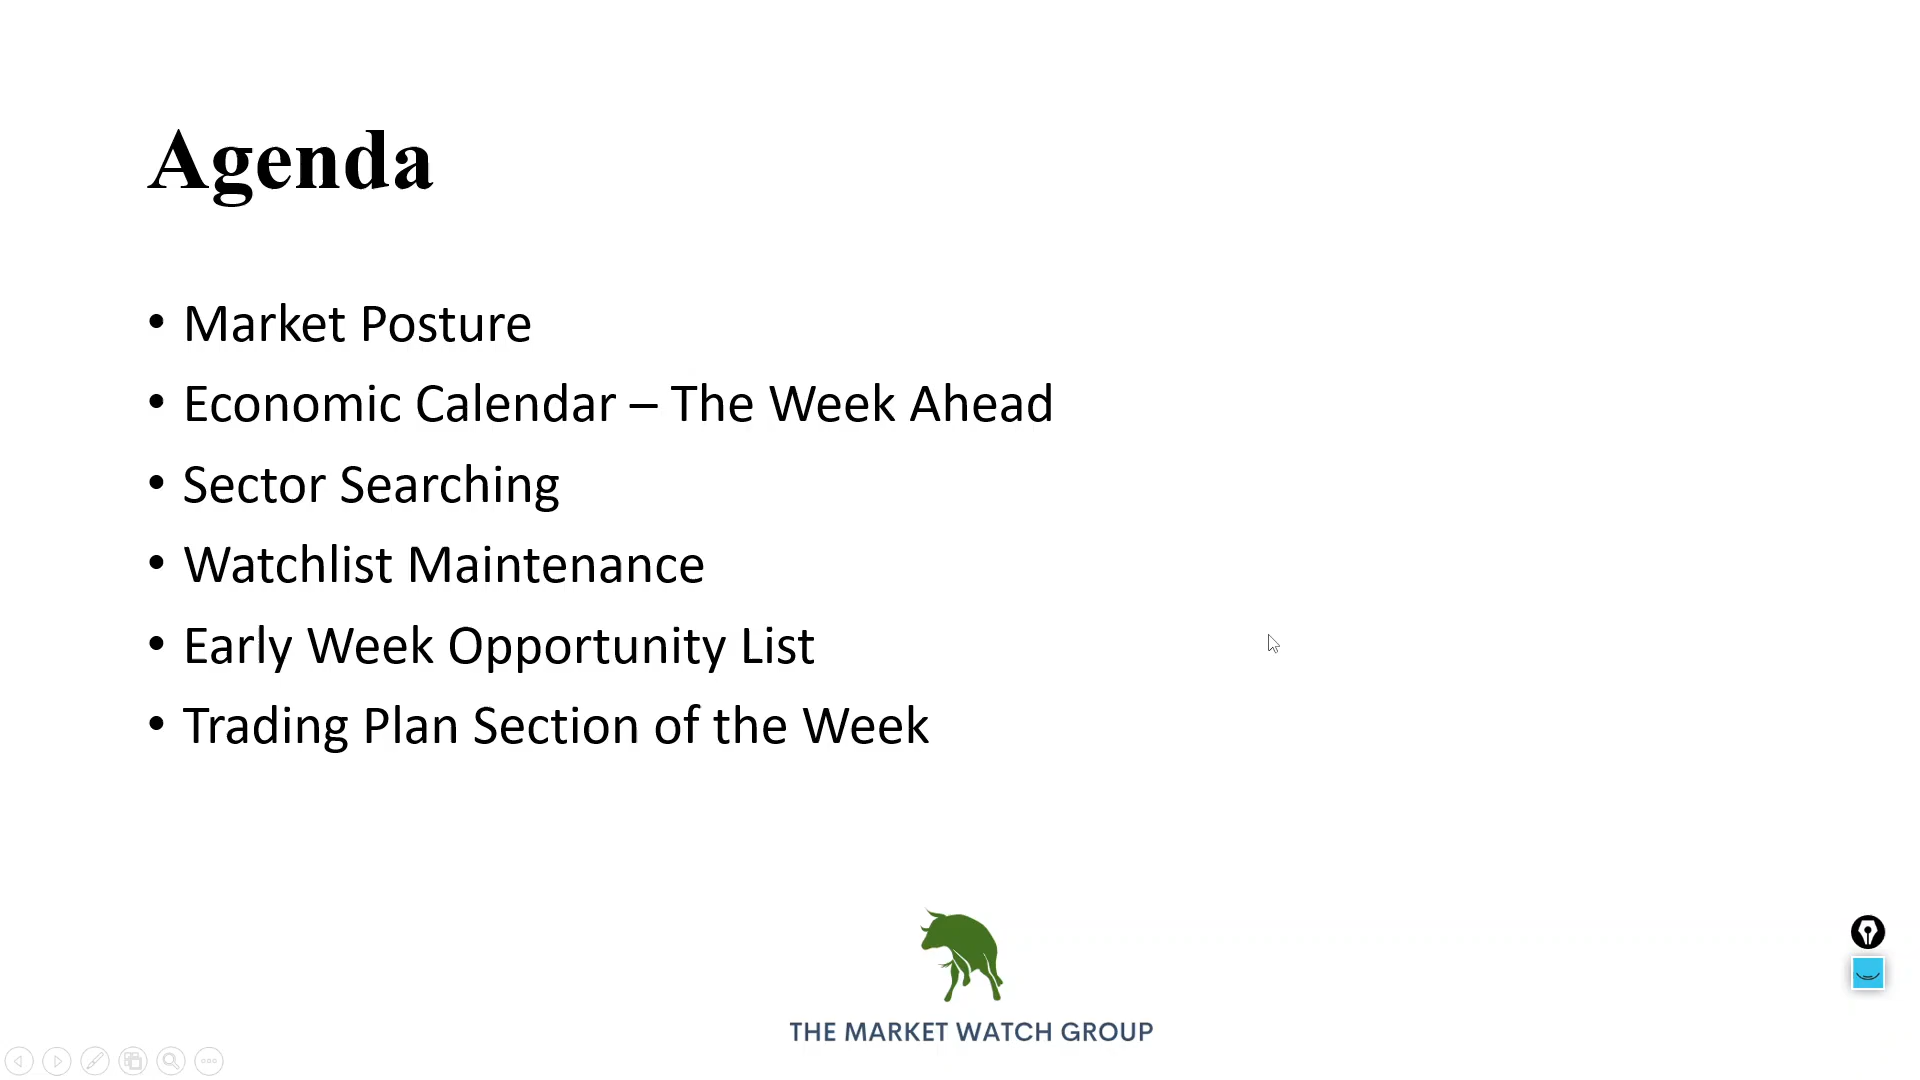 Agenda
• Market Posture
• Economic Calendar – The Week Ahead
• Sector Searching
• Watchlist Maintenance
• Early Week Opportunity List
• Trading Plan Section of the Week
THE MARKET WATCH GROUP